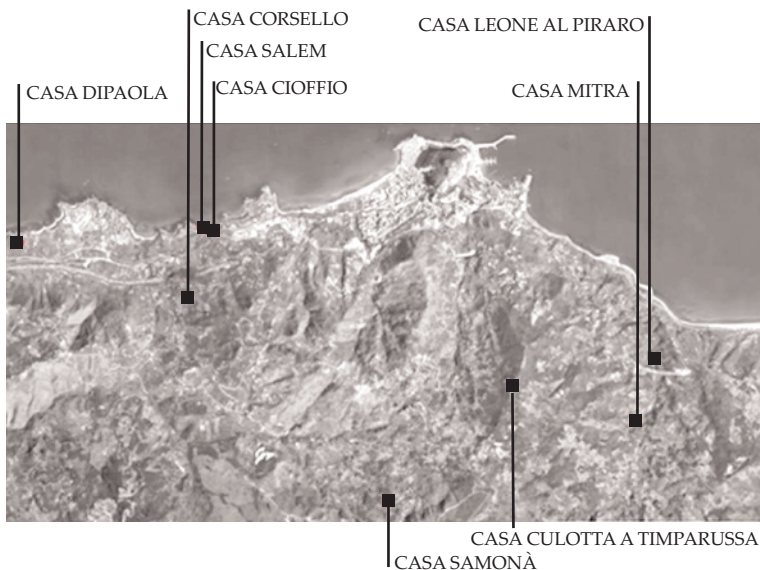 CASA CORSELLO
CASA LEONE AL PIRARO
CASA SALEM
CASA DIPAOLA
CASA CIOFFIO
CASA MITRA
CASA CULOTTA A TIMPARUSSA
CASA SAMONÀ